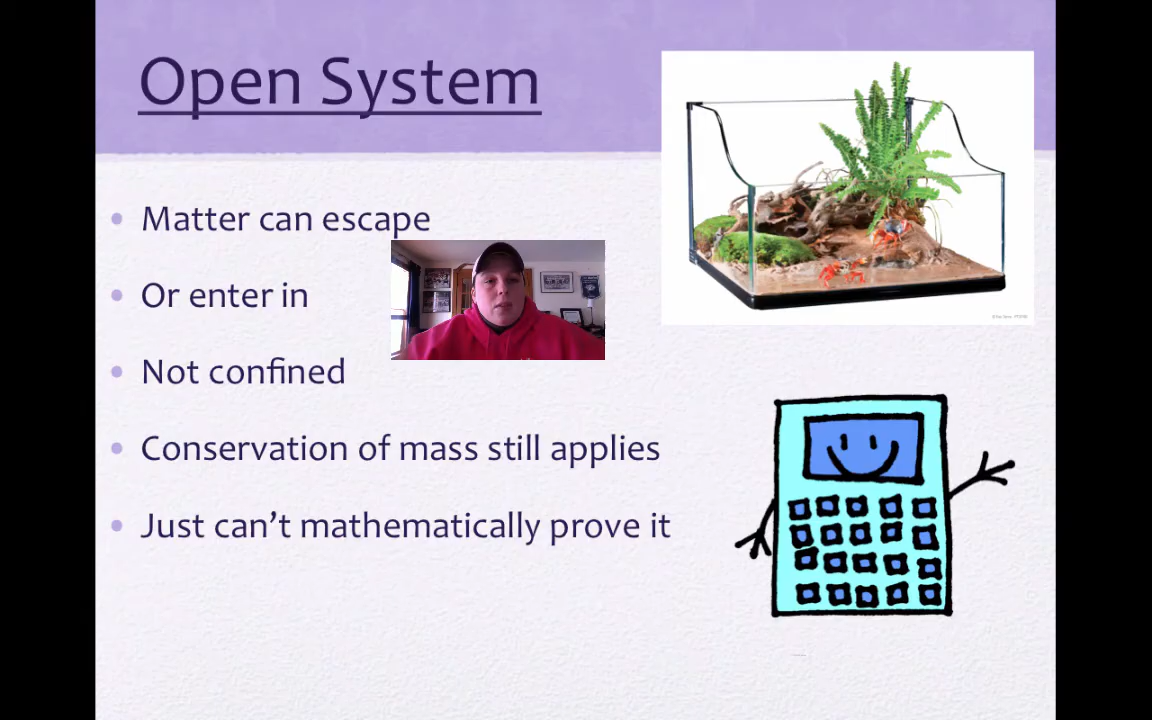 Open System
Matter can escape
Or enter in
Not confined
Conservation of mass still applies
Just can’t mathematically prove it